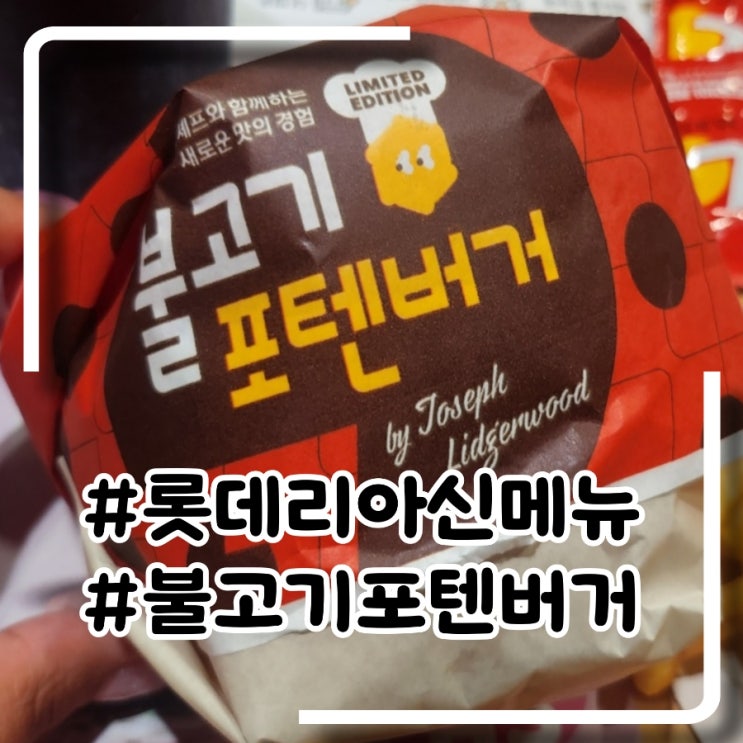 LIMITED
EDITION
셰프와 함께하는
새로운 맛의 경험
불고기
포텐버거
by Joseph
Lidgerwood
#롯데리아신메뉴
#불고기포텐버거